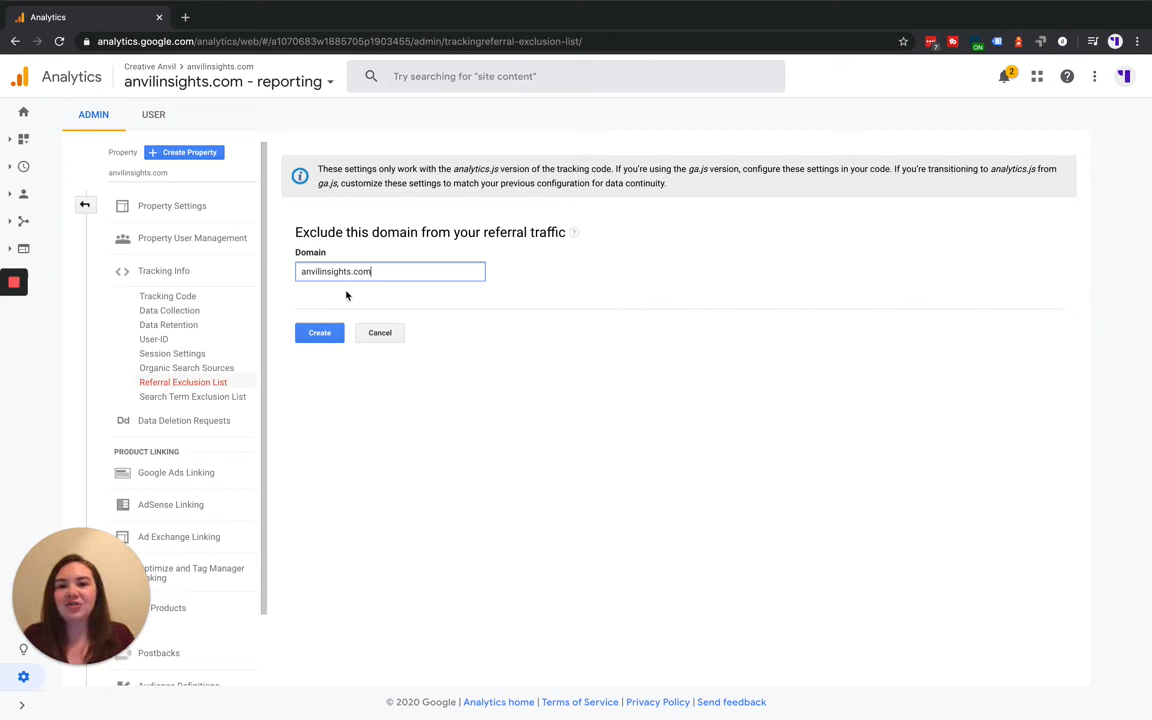 Analytics
analytics.google.com/analytics/web/#/a1070683w1885705p1903455/admin/trackingreferral-exclusion-list/
7
ON
Analytics
Creative Anvil > anvilinsights.com
anvilinsights.com - reporting
Try searching for "site content"
2
ADMIN
USER
Property
+ Create Property
anvilinsights.com
Property Settings
Property User Management
Tracking Info
Tracking Code
Data Collection
Data Retention
User-ID
Session Settings
Organic Search Sources
Referral Exclusion List
Search Term Exclusion List
Dd Data Deletion Requests
PRODUCT LINKING
Google Ads Linking
AdSense Linking
Ad Exchange Linking
ptimize and Tag Manager
Products
Postbacks
These settings only work with the analytics.js version of the tracking code. If you're using the ga.js version, configure these settings in your code. If you're transitioning to analytics.js from
ga.js, customize these settings to match your previous configuration for data continuity.
Exclude this domain from your referral traffic ?
Domain
anvilinsights.com
Create
Cancel
© 2020 Google | Analytics home | Terms of Service | Privacy Policy | Send feedback